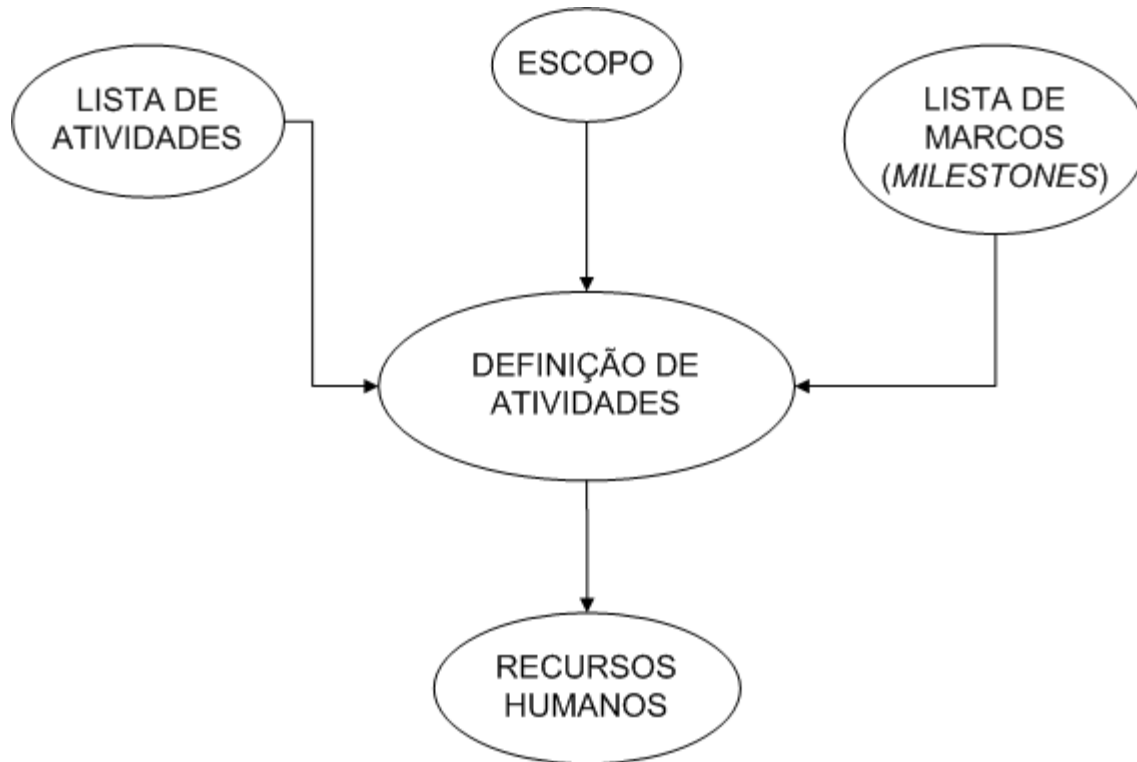 LISTA DE
ATIVIDADES
ESCOPO
LISTA DE
MARCOS
(MILESTONES)
DEFINIÇÃO DE
ATIVIDADES
RECURSOS
HUMANOS